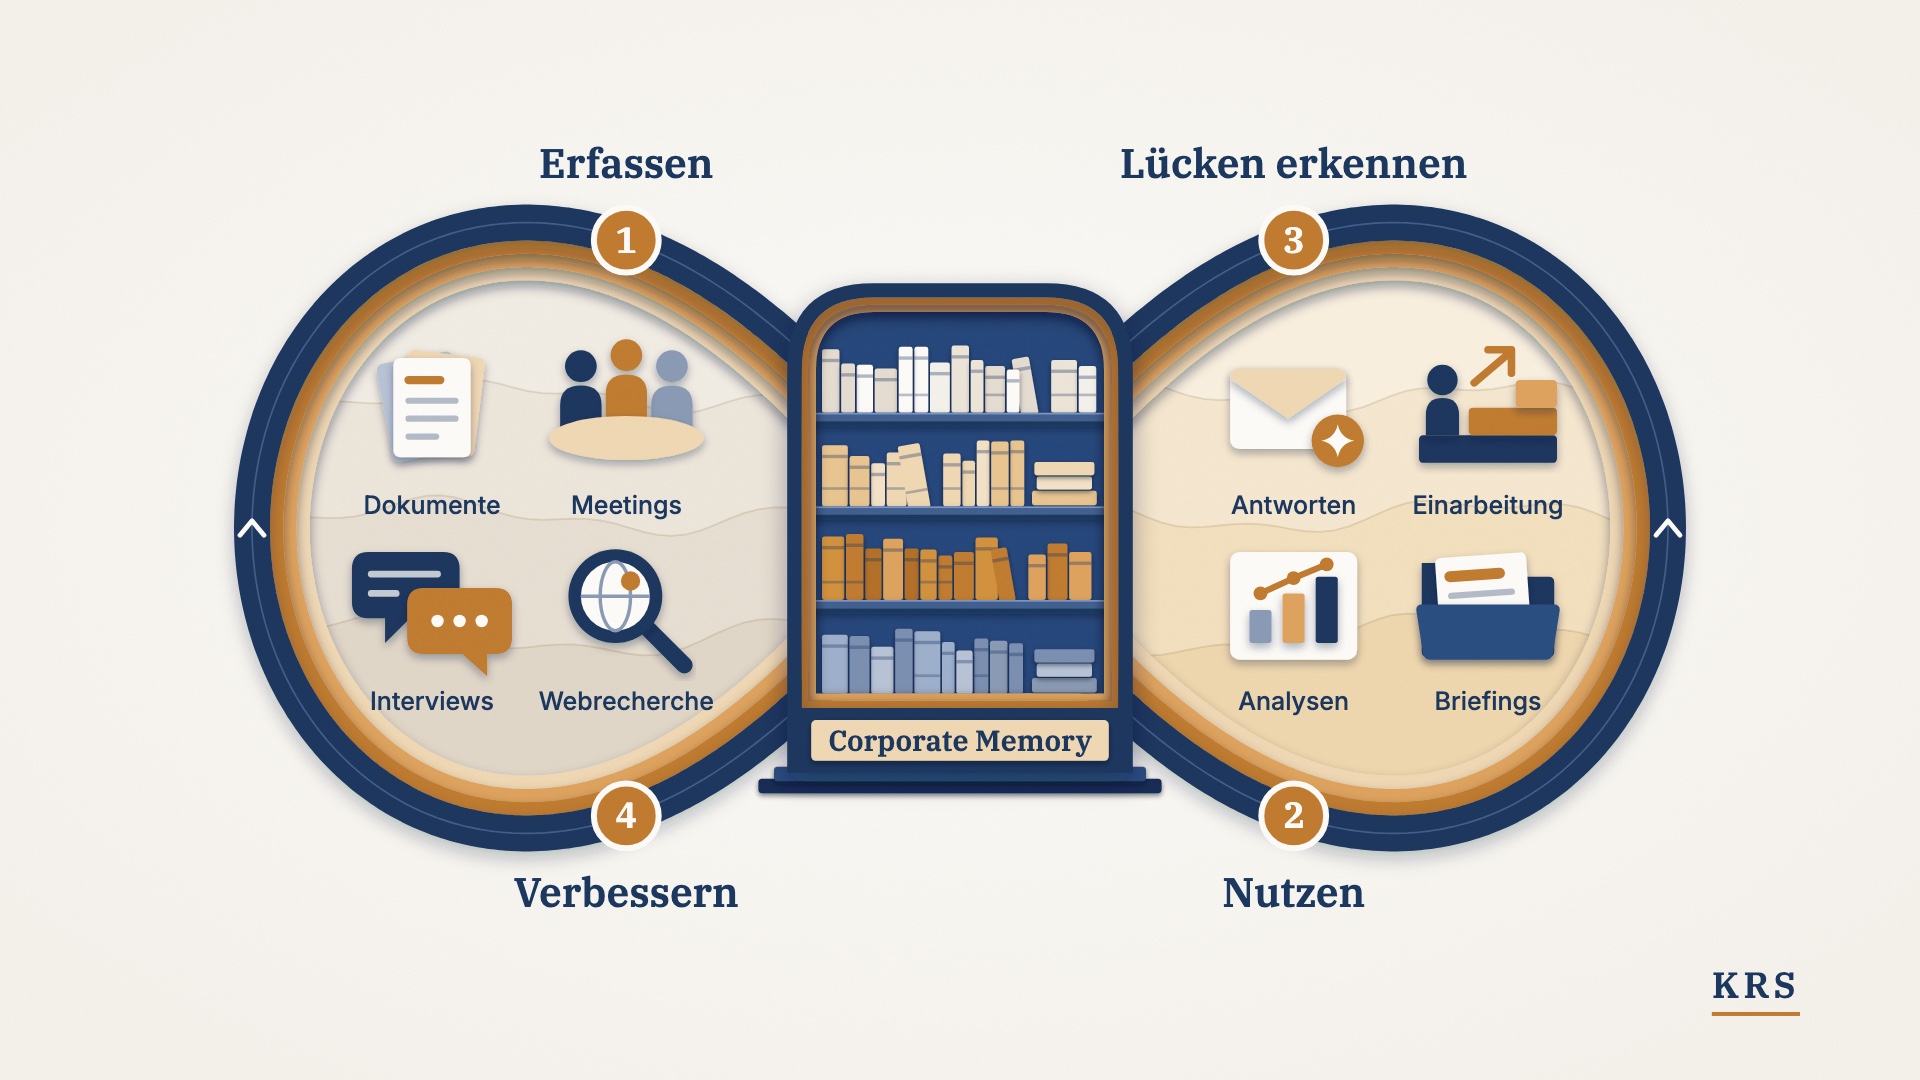 Erfassen
Lücken erkennen
1
3
Dokumente
Meetings
Antworten
Einarbeitung
Interviews
Webrecherche
Analysen
Briefings
Corporate Memory
4
2
Verbessern
Nutzen
KRS